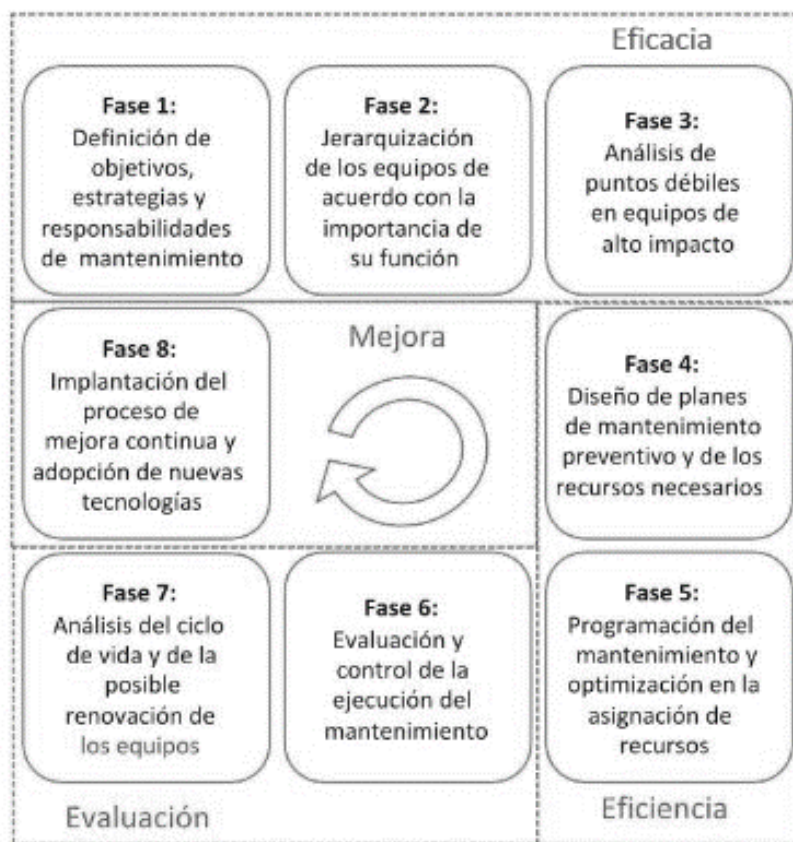 Eficacia
Fase 1:
Definición de
objetivos,
estrategias y
responsabilidades
de mantenimiento
Fase 2:
Jerarquización
de los equipos de
acuerdo con la
importancia de
su función
Fase 3:
Análisis de
puntos débiles
en equipos de
alto impacto
Fase 8:
Implantación del
proceso de
mejora continua y
adopción de nuevas
tecnologías
Mejora
Fase 4:
Diseño de planes
de mantenimiento
preventivo y de los
recursos necesarios
Fase 7:
Análisis del ciclo
de vida y de la
posible
renovación de
los equipos
Fase 6:
Evaluación y
control de la
ejecución del
mantenimiento
Fase 5:
Programación del
mantenimiento y
optimización en la
asignación de
recursos
Evaluación
Eficiencia